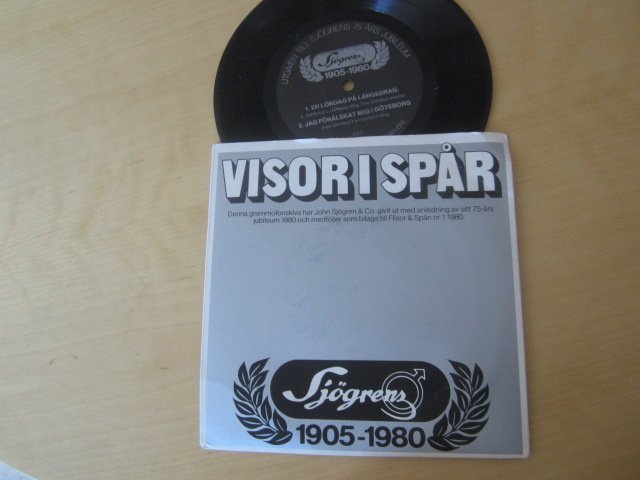 UTGIVEN TILL SJÖGRENS 75-ÅRS JUBILEUM
Sjögrens
1905-1980
1. EN LÖRDAG PÅ LÅNGEDRAG.
2. JAG FÖRÄLSKAT MIG I GÖTEBORG
VISOR I SPÅR
Denna grammofonskiva har John Sjögren & Co. givit ut med anledning av sitt 75-års
jubileum 1980 och medföljer som bilaga till Flisor & Spån nr 1 1980.
Sjögrens
1905-1980